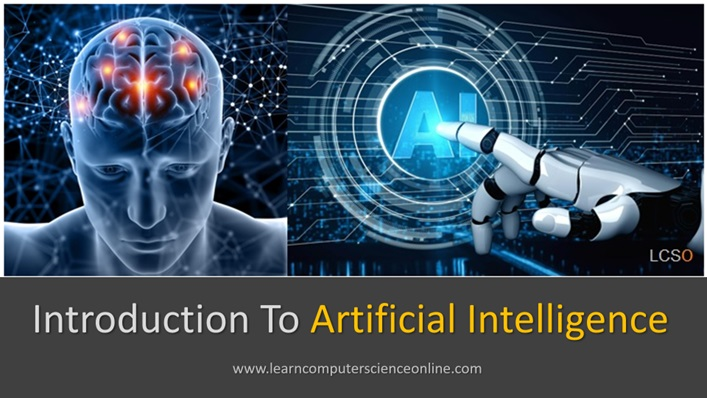 AI
LCSO
Introduction To Artificial Intelligence
www.learncomputerscienceonline.com